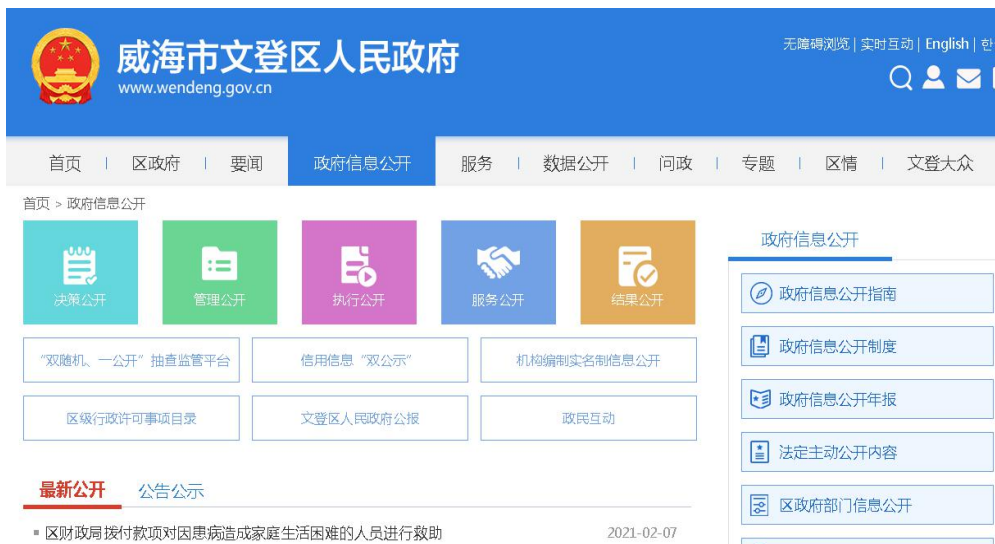 无障碍浏览 | 实时互动 | English | 한
威海市文登区人民政府
www.wendeng.gov.cn
首页 区政府 要闻 政府信息公开 服务 数据公开 问政 专题 区情 文登大众
首页 > 政府信息公开
决策公开 管理公开 执行公开 服务公开 结果公开
“双随机、一公开”抽查监管平台 信用信息“双公示” 机构编制实名制信息公开
区级行政许可事项目录 文登区人民政府公报 政民互动
最新公开 公告公示
区财政局拨付款项对因患病造成家庭生活困难的人员进行救助 2021-02-07
政府信息公开
政府信息公开指南
政府信息公开制度
政府信息公开年报
法定主动公开内容
区政府部门信息公开